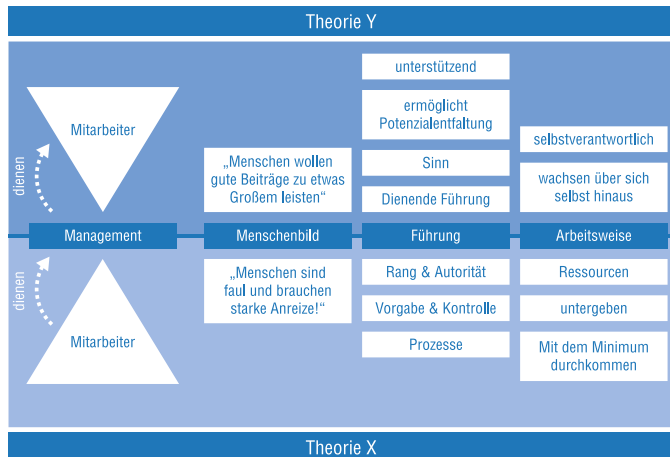 Theorie Y
Mitarbeiter
dienen
„Menschen wollen
gute Beiträge zu etwas
Großem leisten“
unterstützend
ermöglicht
Potenzialentfaltung
Sinn
Dienende Führung
selbstverantwortlich
wachsen über sich
selbst hinaus
Management
Menschenbild
Führung
Arbeitsweise
dienen
Mitarbeiter
„Menschen sind
faul und brauchen
starke Anreize!“
Rang & Autorität
Vorgabe & Kontrolle
Prozesse
Ressourcen
untergeben
Mit dem Minimum
durchkommen
Theorie X